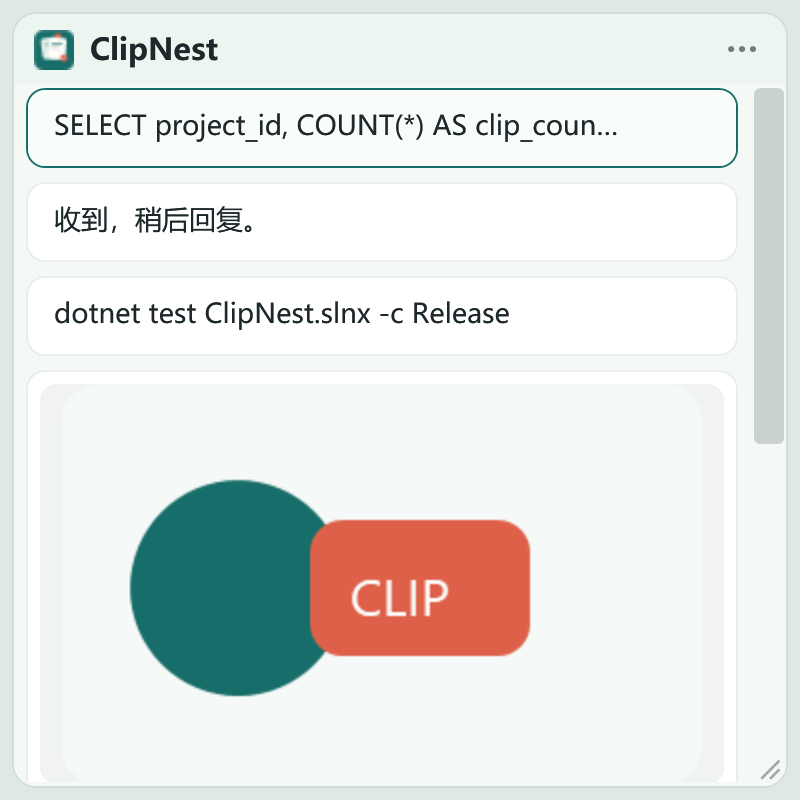 ClipNest
SELECT project_id, COUNT(*) AS clip_coun...
收到，稍后回复。
dotnet test ClipNest.slnx -c Release
CLIP